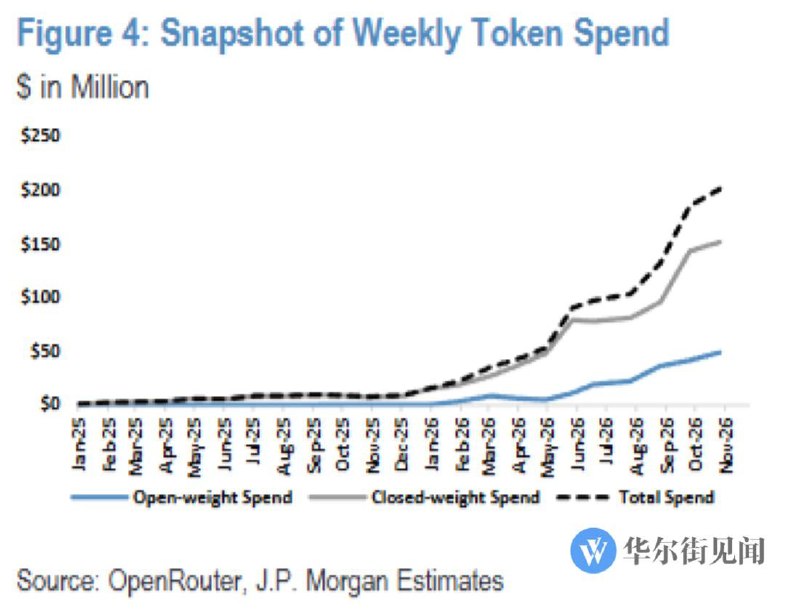 Figure 4: Snapshot of Weekly Token Spend
$ in Million
$250
$200
$150
$100
$50
$0
Jan-25
Feb-25
Mar-25
Apr-25
May-25
Jun-25
Jul-25
Aug-25
Sep-25
Oct-25
Nov-25
Dec-25
Jan-26
Feb-26
Mar-26
Apr-26
May-26
Jun-26
Jul-26
Aug-26
Sep-26
Oct-26
Nov-26
Open-weight Spend Closed-weight Spend Total Spend
W 华尔街见闻
Source: OpenRouter, J.P. Morgan Estimates